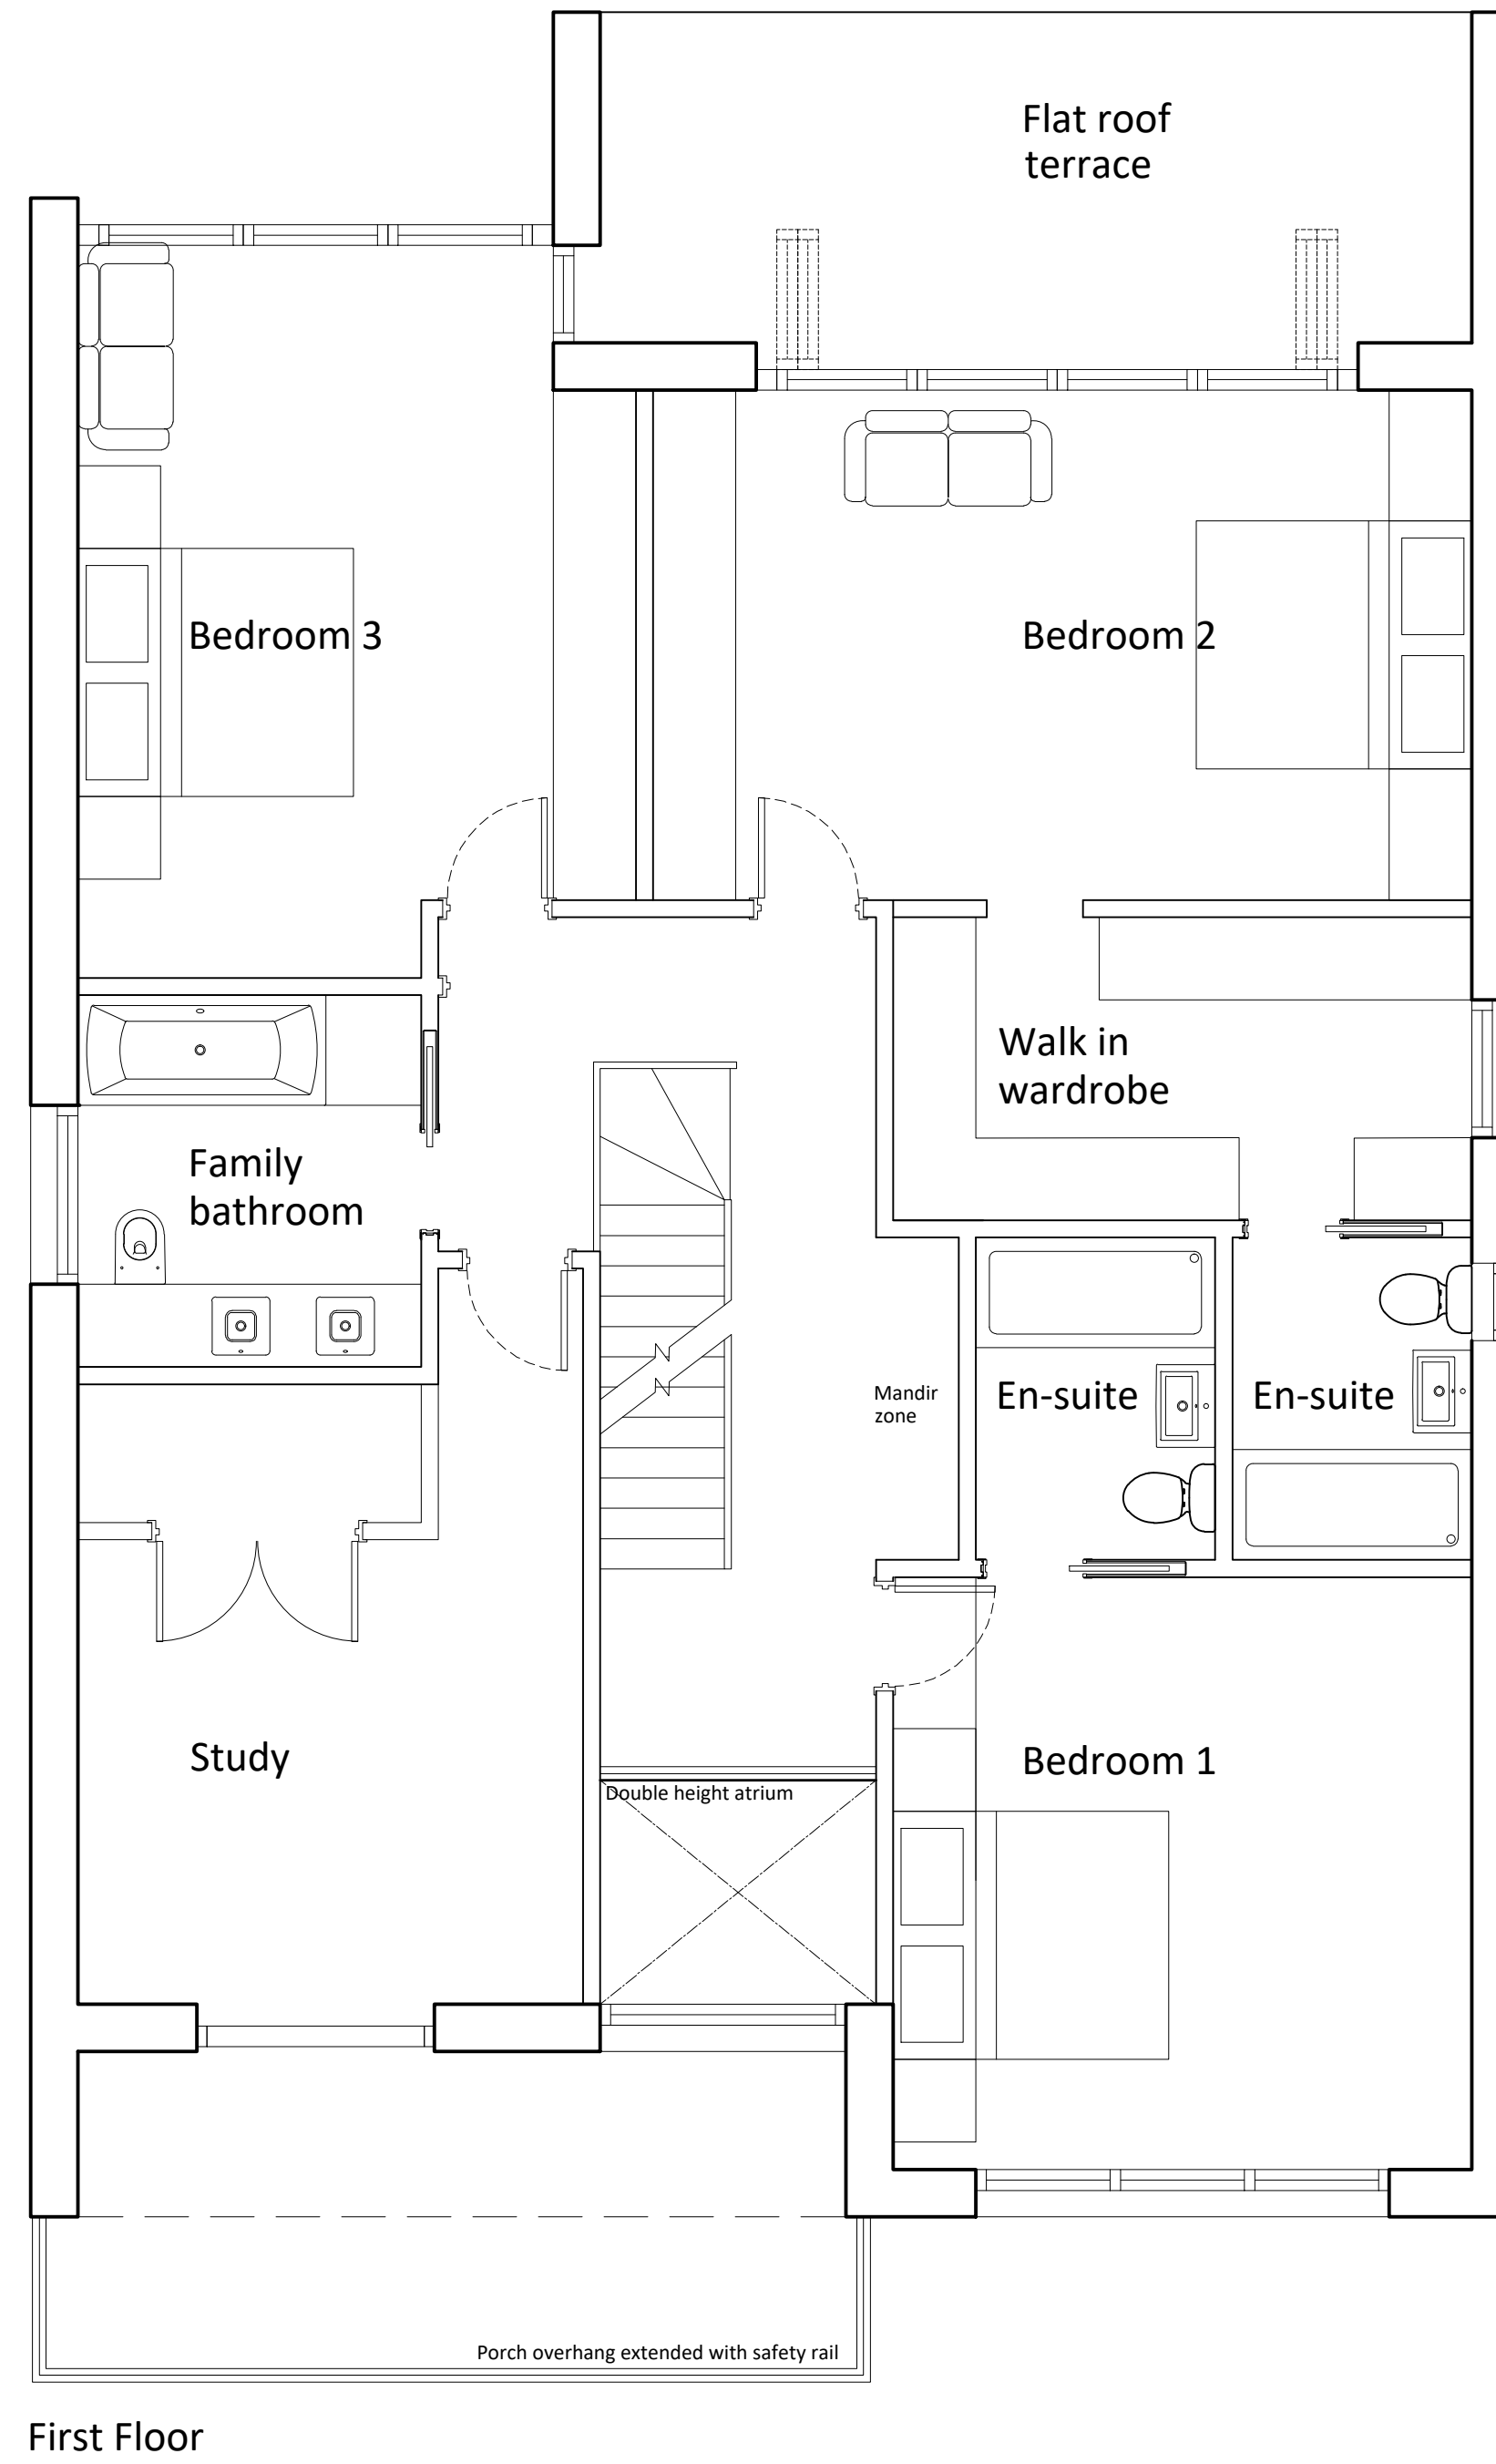 Flat roof
terrace
Bedroom 3
Bedroom 2
Walk in
wardrobe
Family
bathroom
Mandir
zone
En-suite
En-suite
Study
Bedroom 1
Double height atrium
Porch overhang extended with safety rail
First Floor